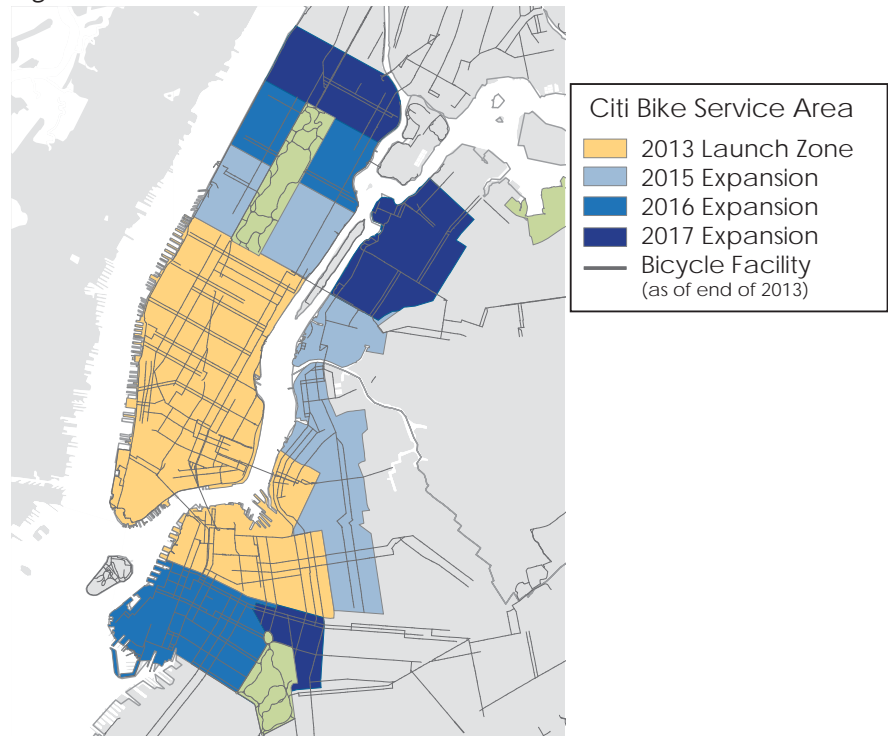 Citi Bike Service Area
2013 Launch Zone
2015 Expansion
2016 Expansion
2017 Expansion
Bicycle Facility
(as of end of 2013)